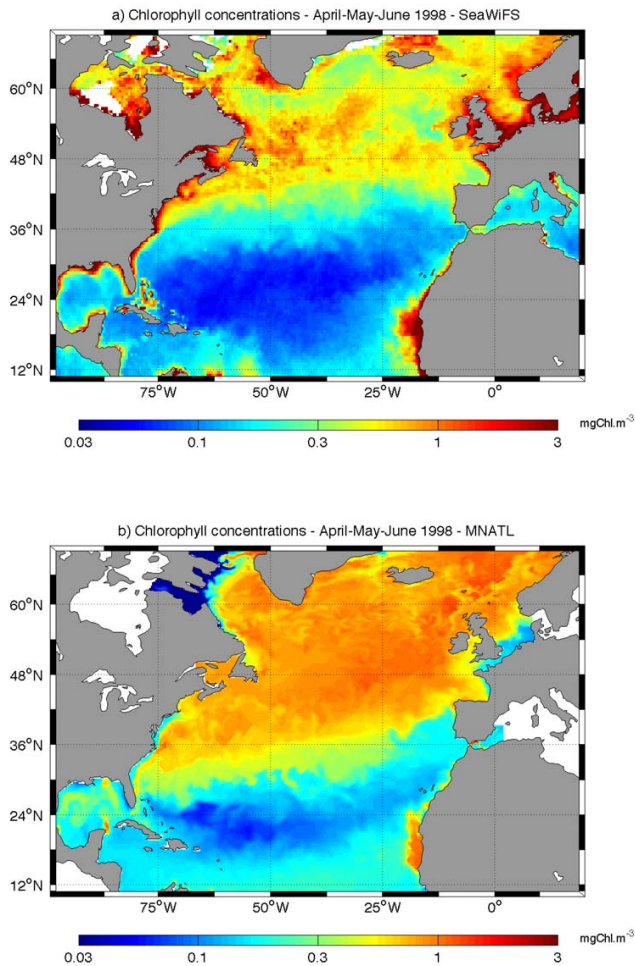 a) Chlorophyll concentrations - April-May-June 1998 - SeaWiFS
60°N
48°N
36°N
24°N
12°N
75°W 50°W 25°W 0°
mgChl.m⁻³
0.03 0.1 0.3 1 3
b) Chlorophyll concentrations - April-May-June 1998 - MNATL
60°N
48°N
36°N
24°N
12°N
75°W 50°W 25°W 0°
mgChl.m⁻³
0.03 0.1 0.3 1 3